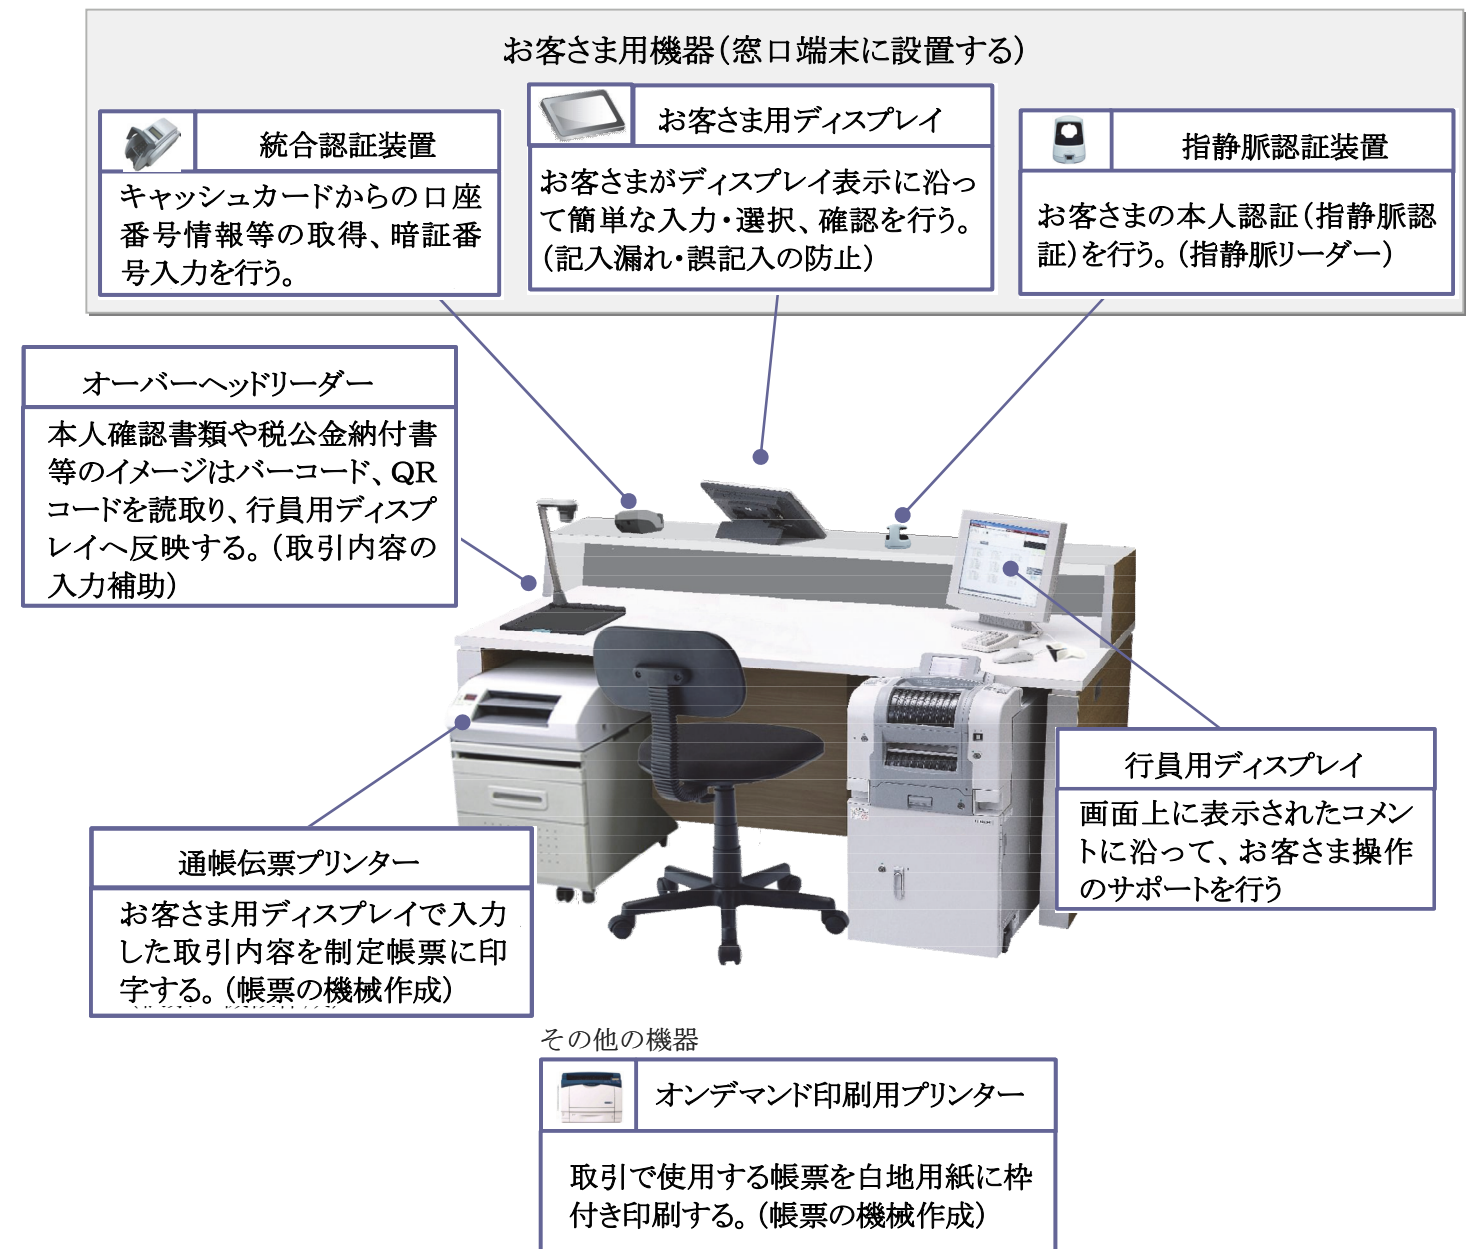 お客さま用機器（窓口端末に設置する）
統合認証装置
キャッシュカードからの口座
番号情報等の取得、暗証番
号入力を行う。
お客さま用ディスプレイ
お客さまがディスプレイ表示に沿っ
て簡単な入力・選択、確認を行う。
（記入漏れ・誤記入の防止）
指静脈認証装置
お客さまの本人認証（指静脈認
証）を行う。（指静脈リーダー）
オーバーヘッドリーダー
本人確認書類や税公金納付書
等のイメージはバーコード、QR
コードを読取り、行員用ディスプ
レイへ反映する。（取引内容の
入力補助）
行員用ディスプレイ
画面上に表示されたコメン
トに沿って、お客さま操作
のサポートを行う
通帳伝票プリンター
お客さま用ディスプレイで入力
した取引内容を制定帳票に印
字する。（帳票の機械作成）
その他の機器
オンデマンド印刷用プリンター
取引で使用する帳票を白地用紙に枠
付き印刷する。（帳票の機械作成）